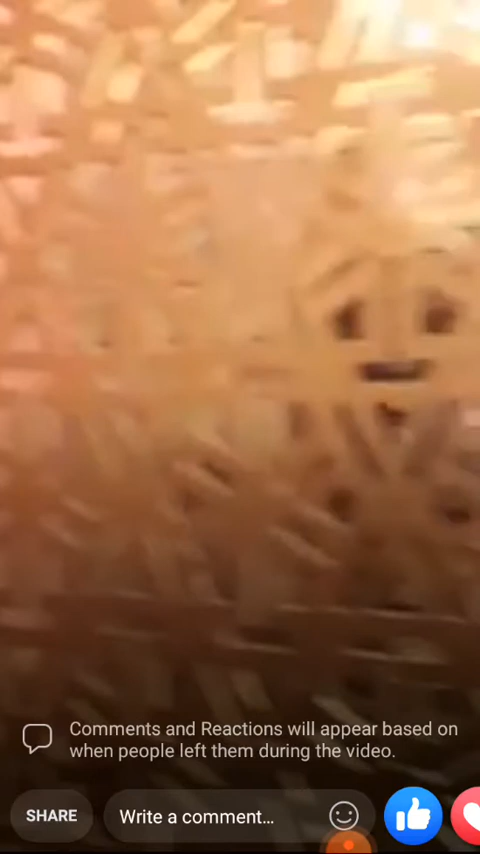 Comments and Reactions will appear based on
when people left them during the video.
SHARE
Write a comment...